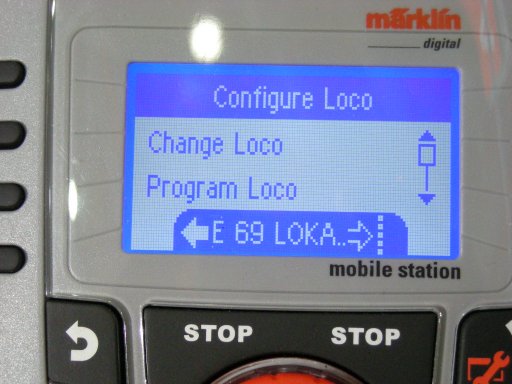 märklin
digital
Configure Loco
Change Loco
Program Loco
E 69 LOKA..
mobile station
STOP STOP